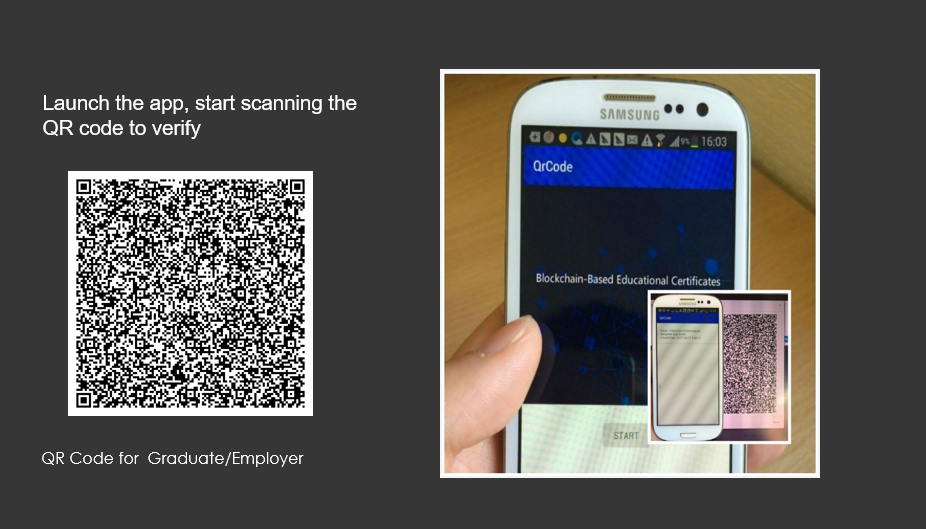 Launch the app, start scanning the
QR code to verify
QR Code for Graduate/Employer
SAMSUNG
9% 16:03
QrCode
Blockchain-Based Educational Certificates
START
SAMSUNG
QrCode